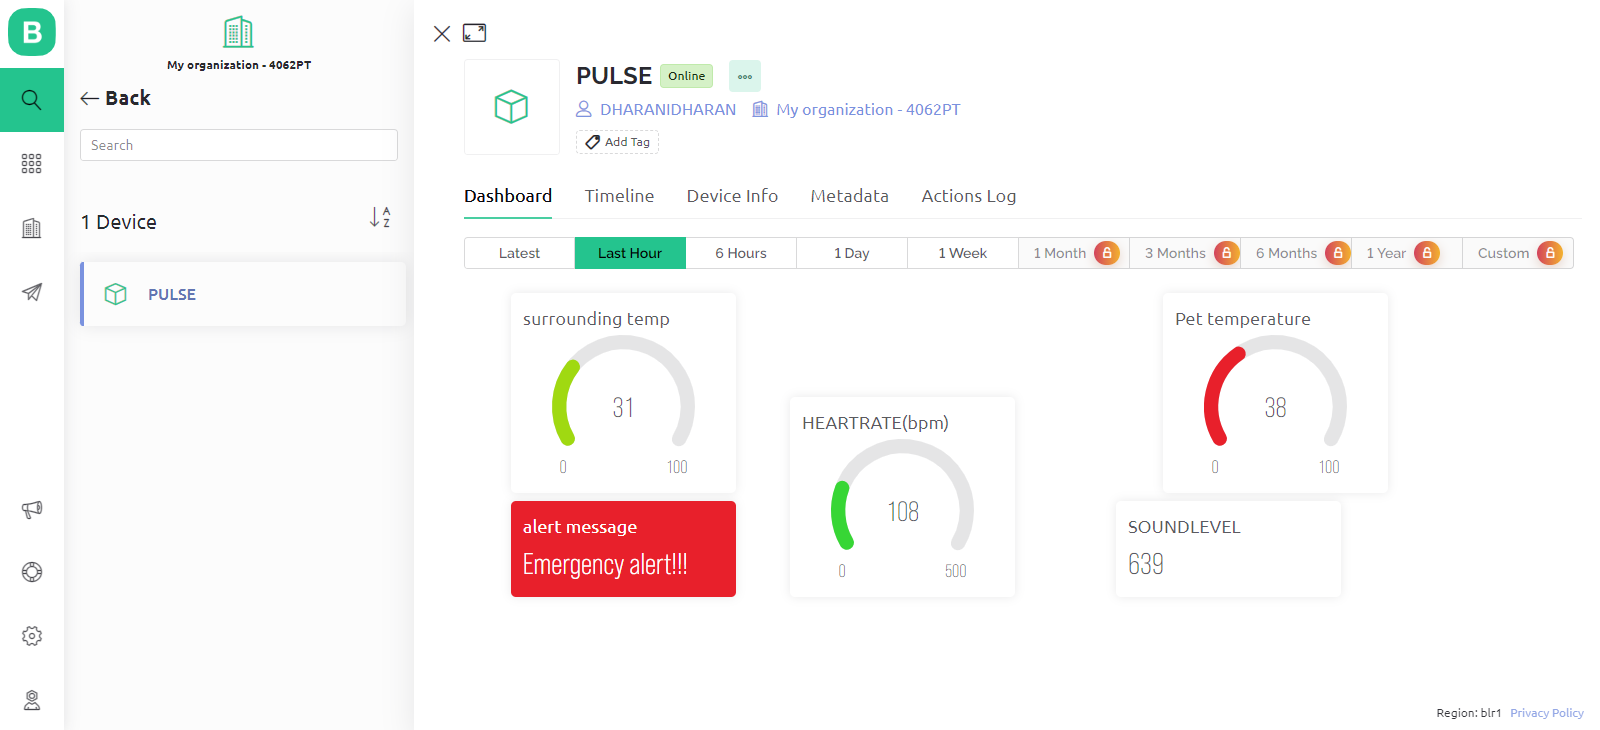 B
My organization - 4062PT
Back
Search
1 Device
A
Z
PULSE
PULSE Online
DHARANIDHARAN My organization - 4062PT
Add Tag
Dashboard Timeline Device Info Metadata Actions Log
Latest Last Hour 6 Hours 1 Day 1 Week 1 Month 3 Months 6 Months 1 Year Custom
surrounding temp
31
0 100
alert message
Emergency alert!!!
HEARTRATE(bpm)
108
0 500
Pet temperature
38
0 100
SOUNDLEVEL
639
Region: blr1 Privacy Policy